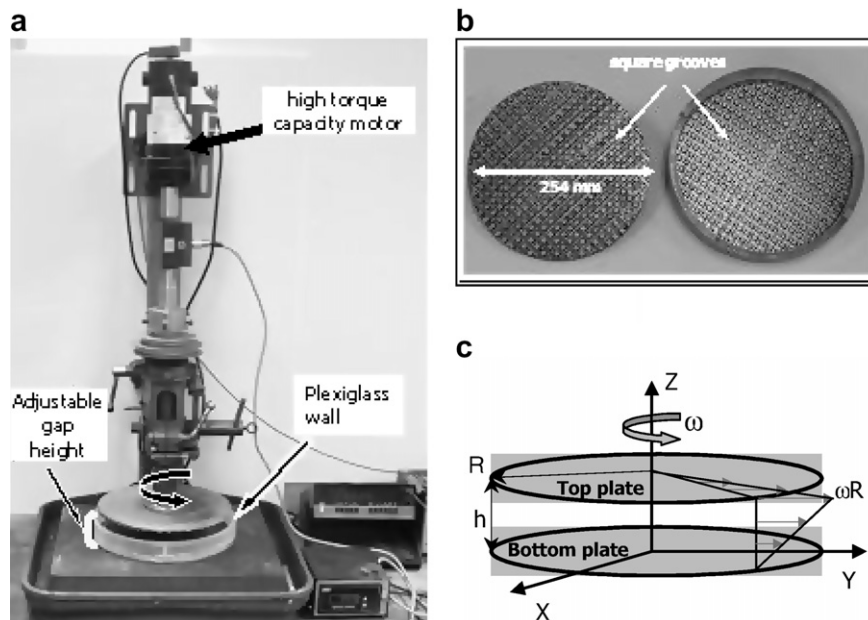 a
high torque
capacity motor
Adjustable
gap
height
Plexiglass
wall
b
square grooves
254 mm
c
Z
ω
R
Top plate
ωR
h
Bottom plate
Y
X